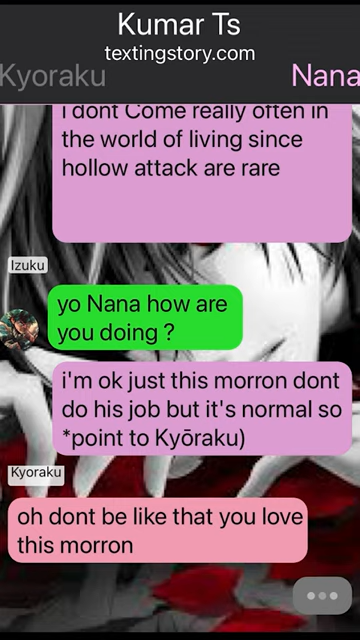 Kumar Ts
textingstory.com
Kyoraku
Nana
i dont Come really often in
the world of living since
hollow attack are rare
Izuku
yo Nana how are
you doing ?
i'm ok just this morron dont
do his job but it's normal so
*point to Kyōraku)
Kyoraku
oh dont be like that you love
this morron